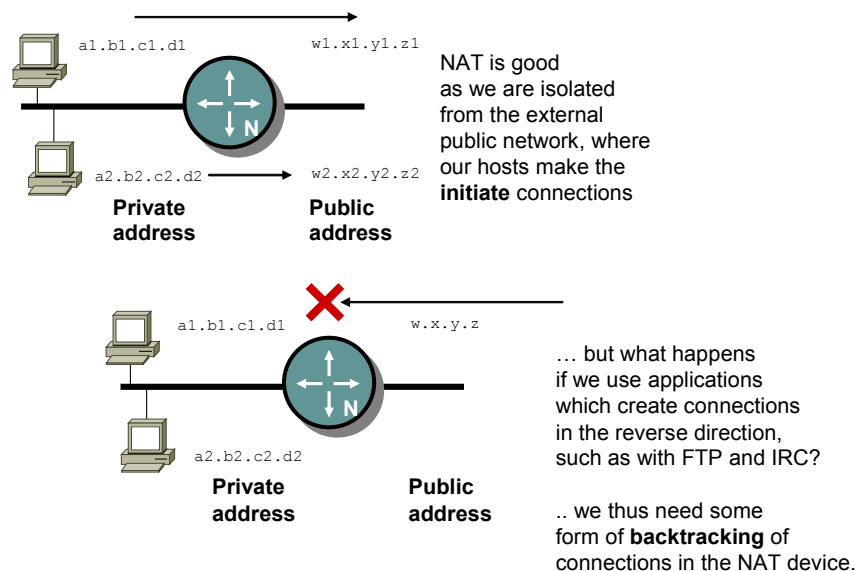 a1.b1.c1.d1
w1.x1.y1.z1
N
a2.b2.c2.d2
w2.x2.y2.z2
Private
address
Public
address
NAT is good
as we are isolated
from the external
public network, where
our hosts make the
initiate connections
a1.b1.c1.d1
w.x.y.z
N
a2.b2.c2.d2
Private
address
Public
address
… but what happens
if we use applications
which create connections
in the reverse direction,
such as with FTP and IRC?
.. we thus need some
form of backtracking of
connections in the NAT device.